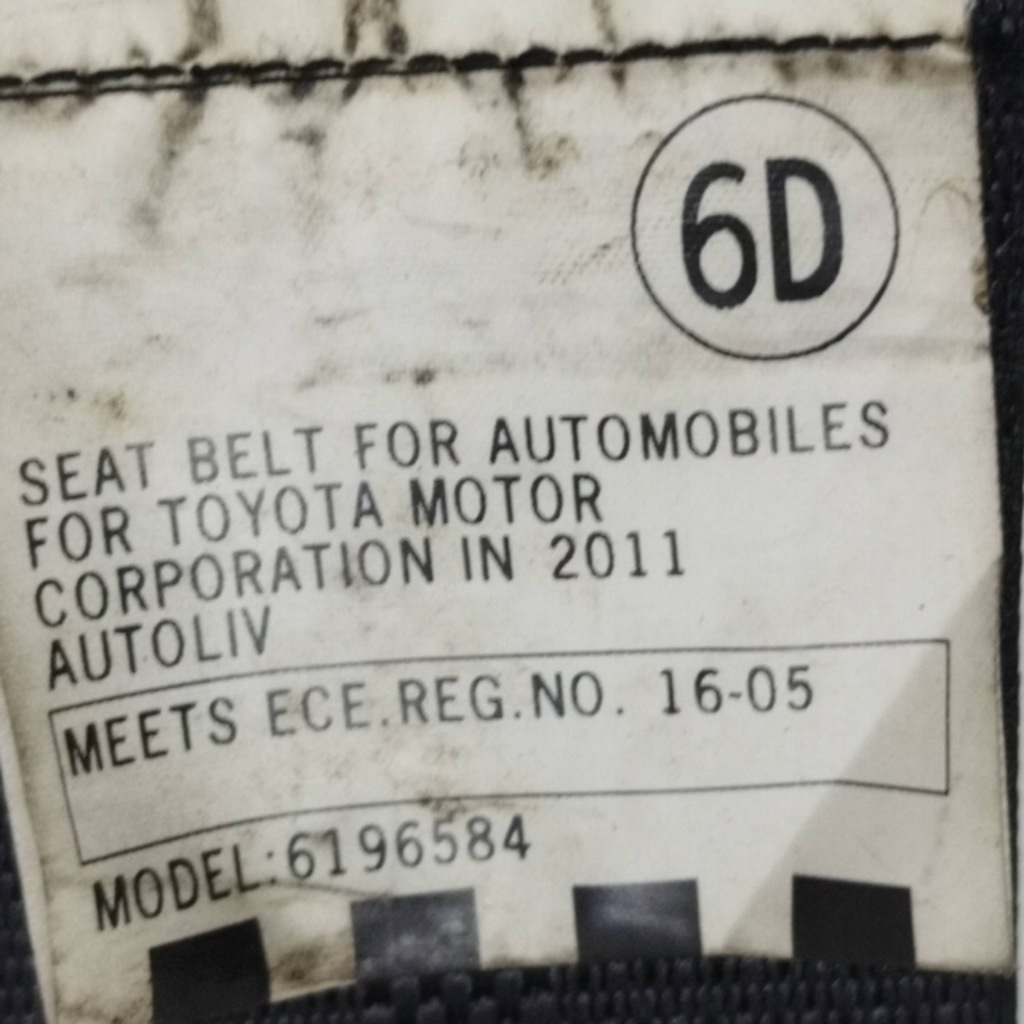 6D
SEAT BELT FOR AUTOMOBILES
FOR TOYOTA MOTOR
CORPORATION IN 2011
AUTOLIV
MEETS ECE.REG.NO. 16-05
MODEL:6196584